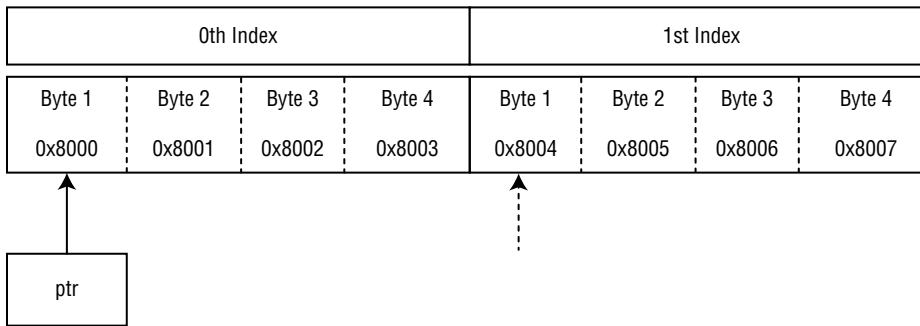 0th Index 1st Index
Byte 1 Byte 2 Byte 3 Byte 4 Byte 1 Byte 2 Byte 3 Byte 4
0x8000 0x8001 0x8002 0x8003 0x8004 0x8005 0x8006 0x8007
ptr